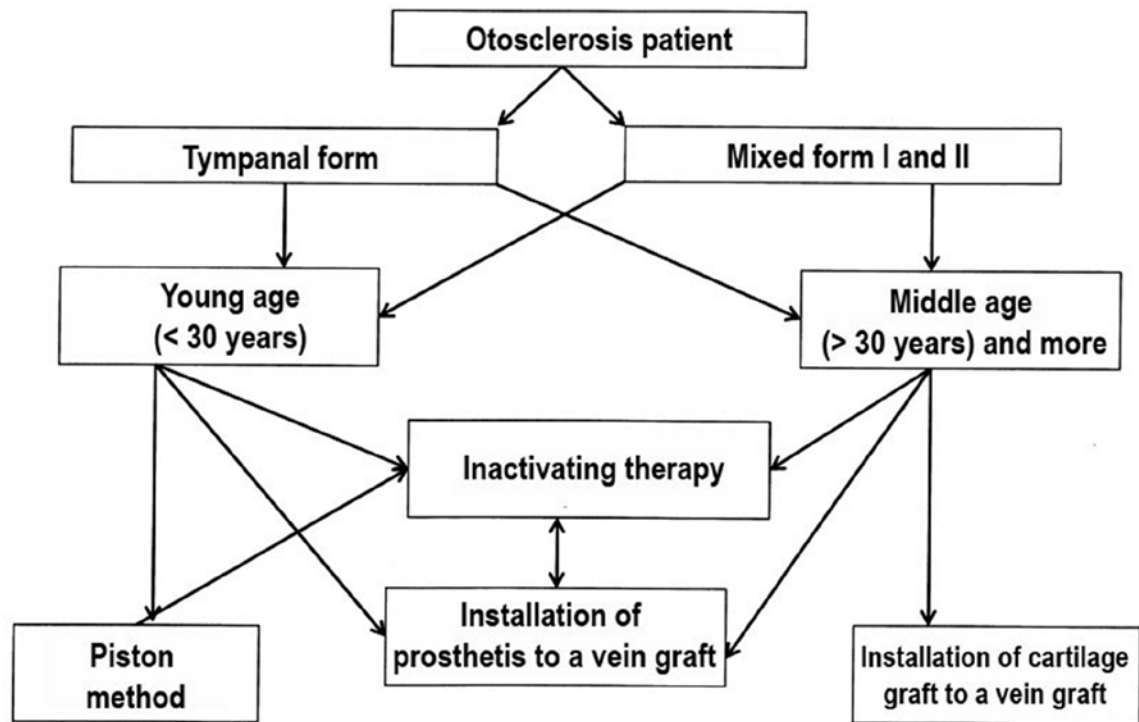 Otosclerosis patient
Tympanal form
Mixed form I and II
Young age
(< 30 years)
Middle age
(> 30 years) and more
Inactivating therapy
Piston
method
Installation of
prosthetis to a vein graft
Installation of cartilage
graft to a vein graft